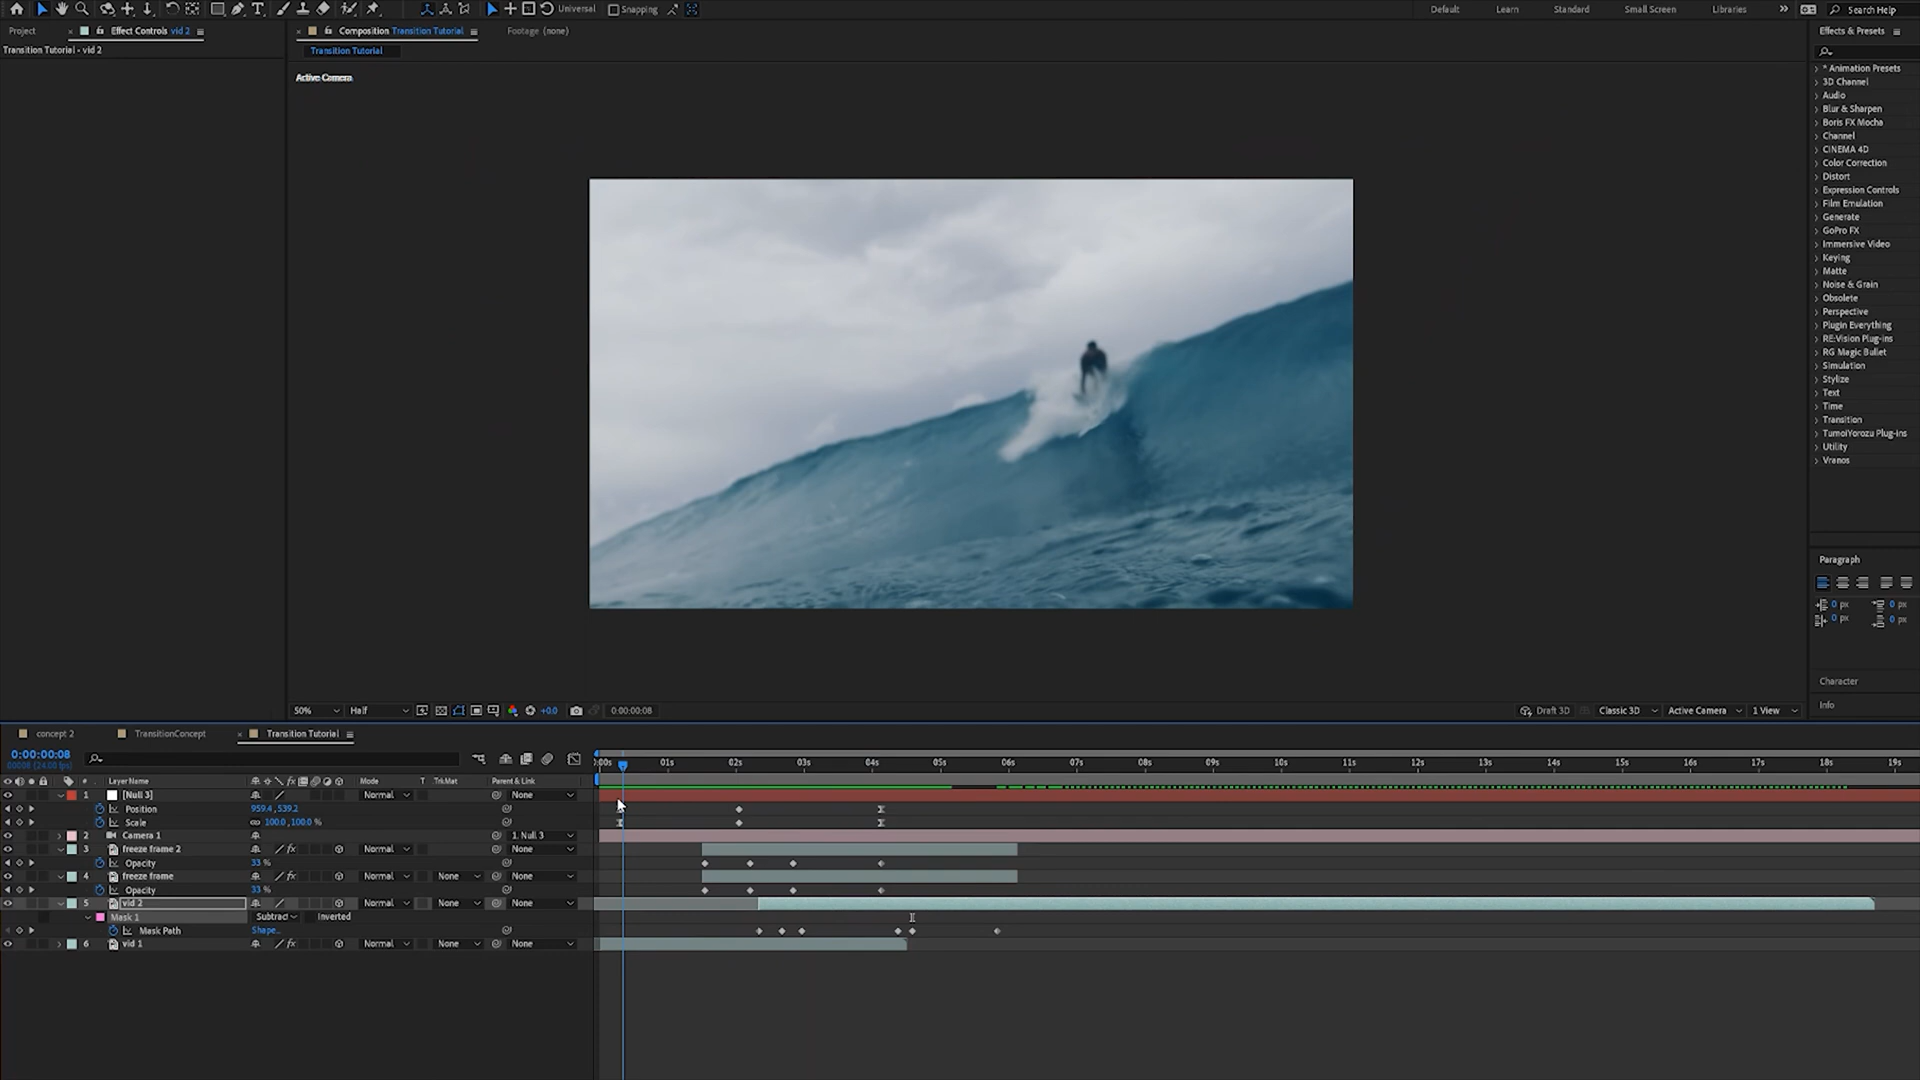 Universal Snapping Default Learn Standard Small Screen Libraries » Search Help
Project × Effect Controls vid 2 × Composition Transition Tutorial Footage (none) Effects & Presets
Transition Tutorial • vid 2 Transition Tutorial
Active Camera
* Animation Presets
3D Channel
Audio
Blur & Sharpen
Boris FX Mocha
Channel
CINEMA 4D
Color Correction
Distort
Expression Controls
Film Emulation
Generate
GoPro FX
Immersive Video
Keying
Matte
Noise & Grain
Obsolete
Perspective
Plugin Everything
RE:Vision Plug-ins
RG Magic Bullet
Simulation
Stylize
Text
Time
Transition
TumoiYorozu Plug-ins
Utility
Vranos
Paragraph
0 px 0 px
0 px 0 px
Character
Info
50% Half +0.0 0:00:00:08 Draft 3D Classic 3D Active Camera 1 View
concept 2 TransitionConcept × Transition Tutorial
0:00:00:08
00008 (24.00 fps)
:00s 01s 02s 03s 04s 05s 06s 07s 08s 09s 10s 11s 12s 13s 14s 15s 16s 17s 18s 19s
# Layer Name fx Mode T TrkMat Parent & Link
1 [Null 3] Normal None
Position 959.4, 539.2
Scale 100.0, 100.0 %
2 Camera 1 1. Null 3
3 freeze frame 2 fx Normal None
Opacity 33 %
4 freeze frame fx Normal None None
Opacity 33 %
5 vid 2 Normal None None
Mask 1 Subtract Inverted
Mask Path Shape...
6 vid 1 fx Normal None None